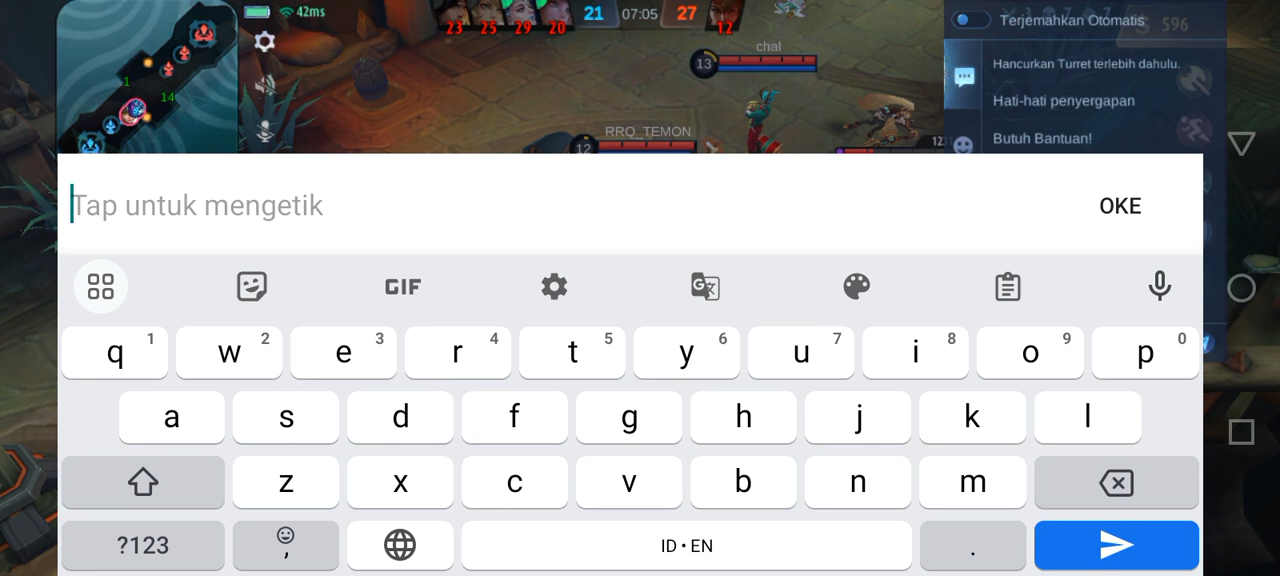 42ms
23 25 29 20
21 07:05 27
12
596
Terjemahkan Otomatis
Hancurkan Turret terlebih dahulu.
Hati-hati penyergapan
Butuh Bantuan!
chal
13
RRQ_TEMON
12
1
14
Tap untuk mengetik
OKE
GIF
q 1 w 2 e 3 r 4 t 5 y 6 u 7 i 8 o 9 p 0
a s d f g h j k l
z x c v b n m
?123 , ID • EN .